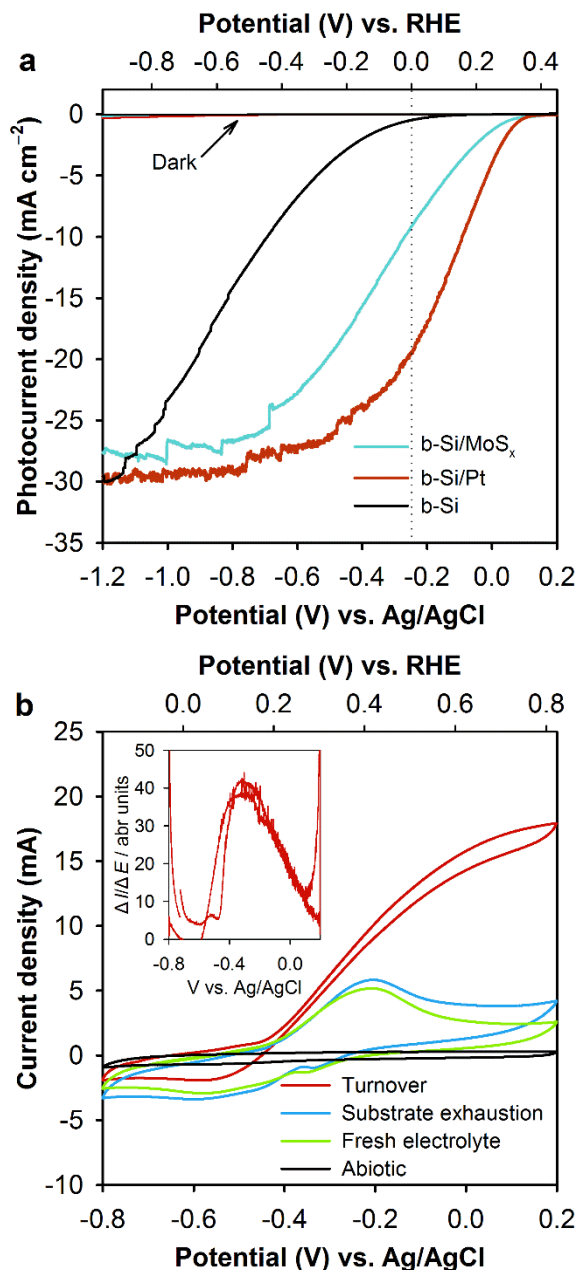 Potential (V) vs. RHE
a
-0.8 -0.6 -0.4 -0.2 0.0 0.2 0.4
Photocurrent density (mA cm⁻²)
0
Dark
-5
-10
-15
-20
-25
b-Si/MoSₓ
b-Si/Pt
-30
b-Si
-35
-1.2 -1.0 -0.8 -0.6 -0.4 -0.2 0.0 0.2
Potential (V) vs. Ag/AgCl
Potential (V) vs. RHE
b
0.0 0.2 0.4 0.6 0.8
Current density (mA)
25
20
15
10
5
0
-5
-10
Δ I/Δ E / abr units
50
40
30
20
10
0
-0.8 -0.4 0.0
V vs. Ag/AgCl
Turnover
Substrate exhaustion
Fresh electrolyte
Abiotic
-0.8 -0.6 -0.4 -0.2 0.0 0.2
Potential (V) vs. Ag/AgCl